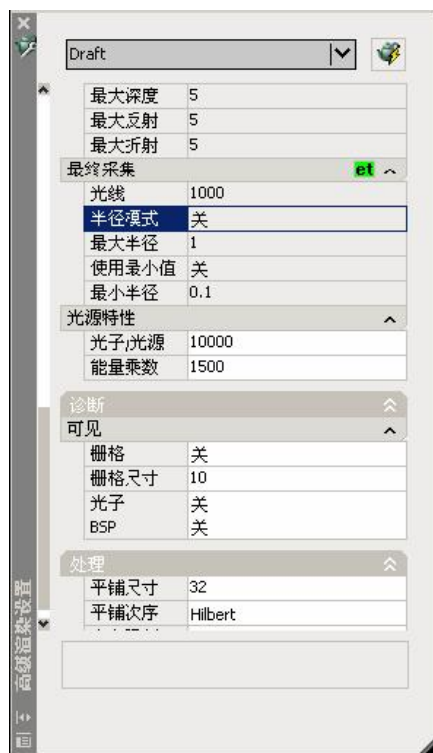 Draft
最大深度 5
最大反射 5
最大折射 5
最终采集 et
光线 1000
半径模式 关
最大半径 1
使用最小值 关
最小半径 0.1
光源特性
光子/光源 10000
能量乘数 1500
诊断
可见
栅格 关
栅格尺寸 10
光子 关
BSP 关
处理
平铺尺寸 32
平铺次序 Hilbert
高级渲染设置